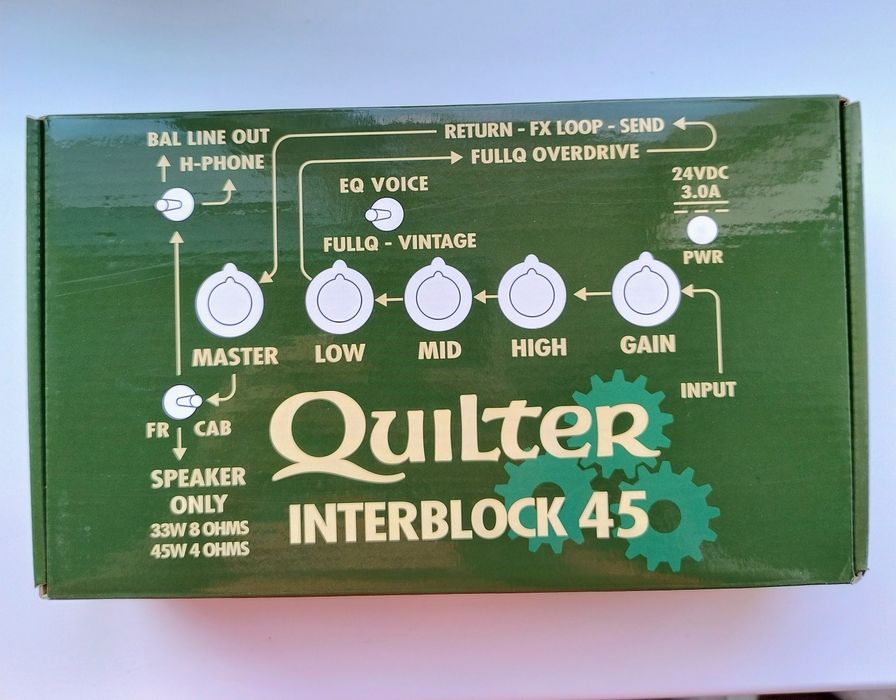 BAL LINE OUT
H-PHONE
RETURN - FX LOOP - SEND
FULLQ OVERDRIVE
EQ VOICE
FULLQ - VINTAGE
24VDC
3.0A
PWR
MASTER
LOW
MID
HIGH
GAIN
INPUT
FR CAB
SPEAKER
ONLY
33W 8 OHMS
45W 4 OHMS
QUILTER
INTERBLOCK 45